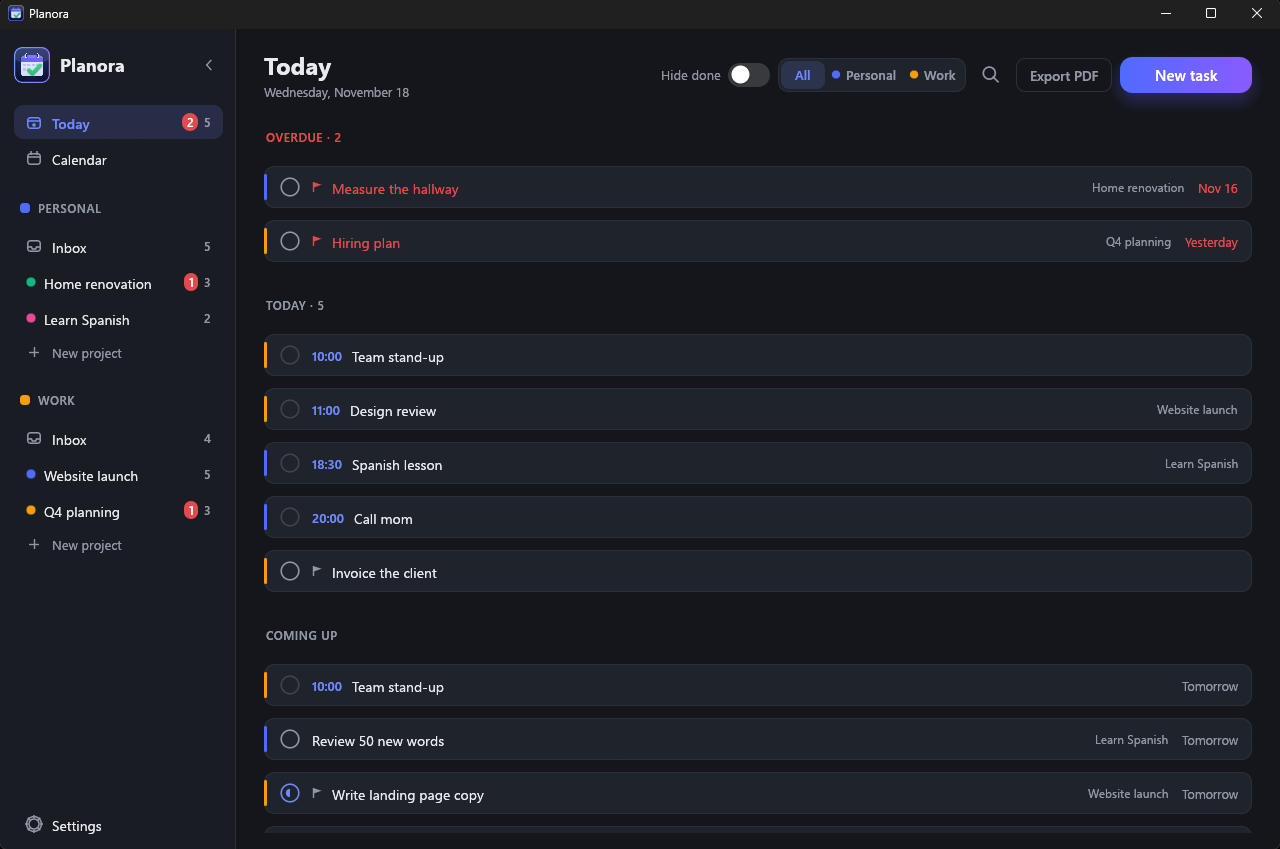 Planora
Planora
Today 2 5
Calendar
PERSONAL
Inbox 5
Home renovation 1 3
Learn Spanish 2
New project
WORK
Inbox 4
Website launch 5
Q4 planning 1 3
New project
Settings
Today
Wednesday, November 18
Hide done
All Personal Work
Export PDF
New task
OVERDUE · 2
Measure the hallway Home renovation Nov 16
Hiring plan Q4 planning Yesterday
TODAY · 5
10:00 Team stand-up
11:00 Design review Website launch
18:30 Spanish lesson Learn Spanish
20:00 Call mom
Invoice the client
COMING UP
10:00 Team stand-up Tomorrow
Review 50 new words Learn Spanish Tomorrow
Write landing page copy Website launch Tomorrow